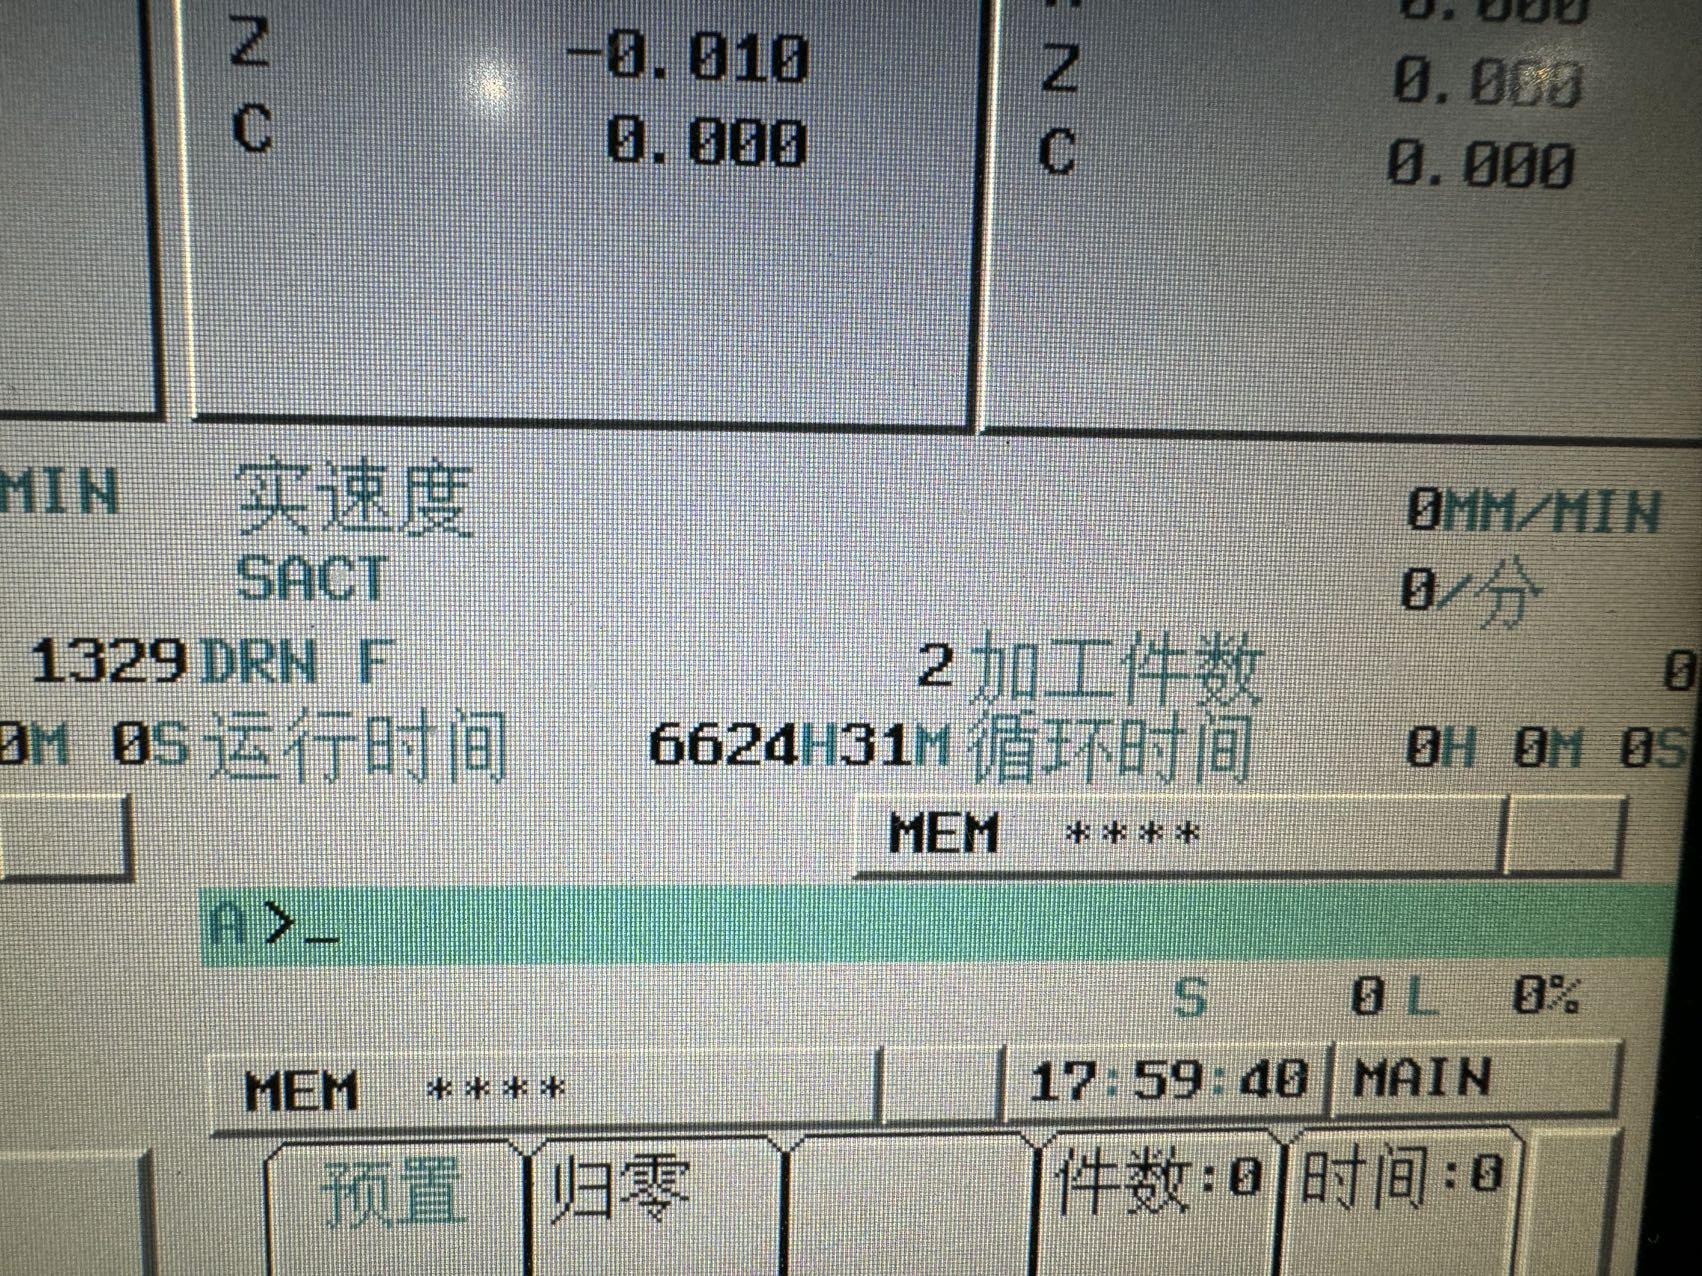 Z -0.010 Z 0.000
C 0.000 C 0.000
MIN 实速度 0MM/MIN
SACT 0/分
1329 DRN F 2 加工件数 0
0M 0S 运行时间 6624H31M 循环时间 0H 0M 0S
MEM ****
A>_
S 0 L 0%
MEM **** 17:59:40 MAIN
预置 归零 件数:0 时间:0